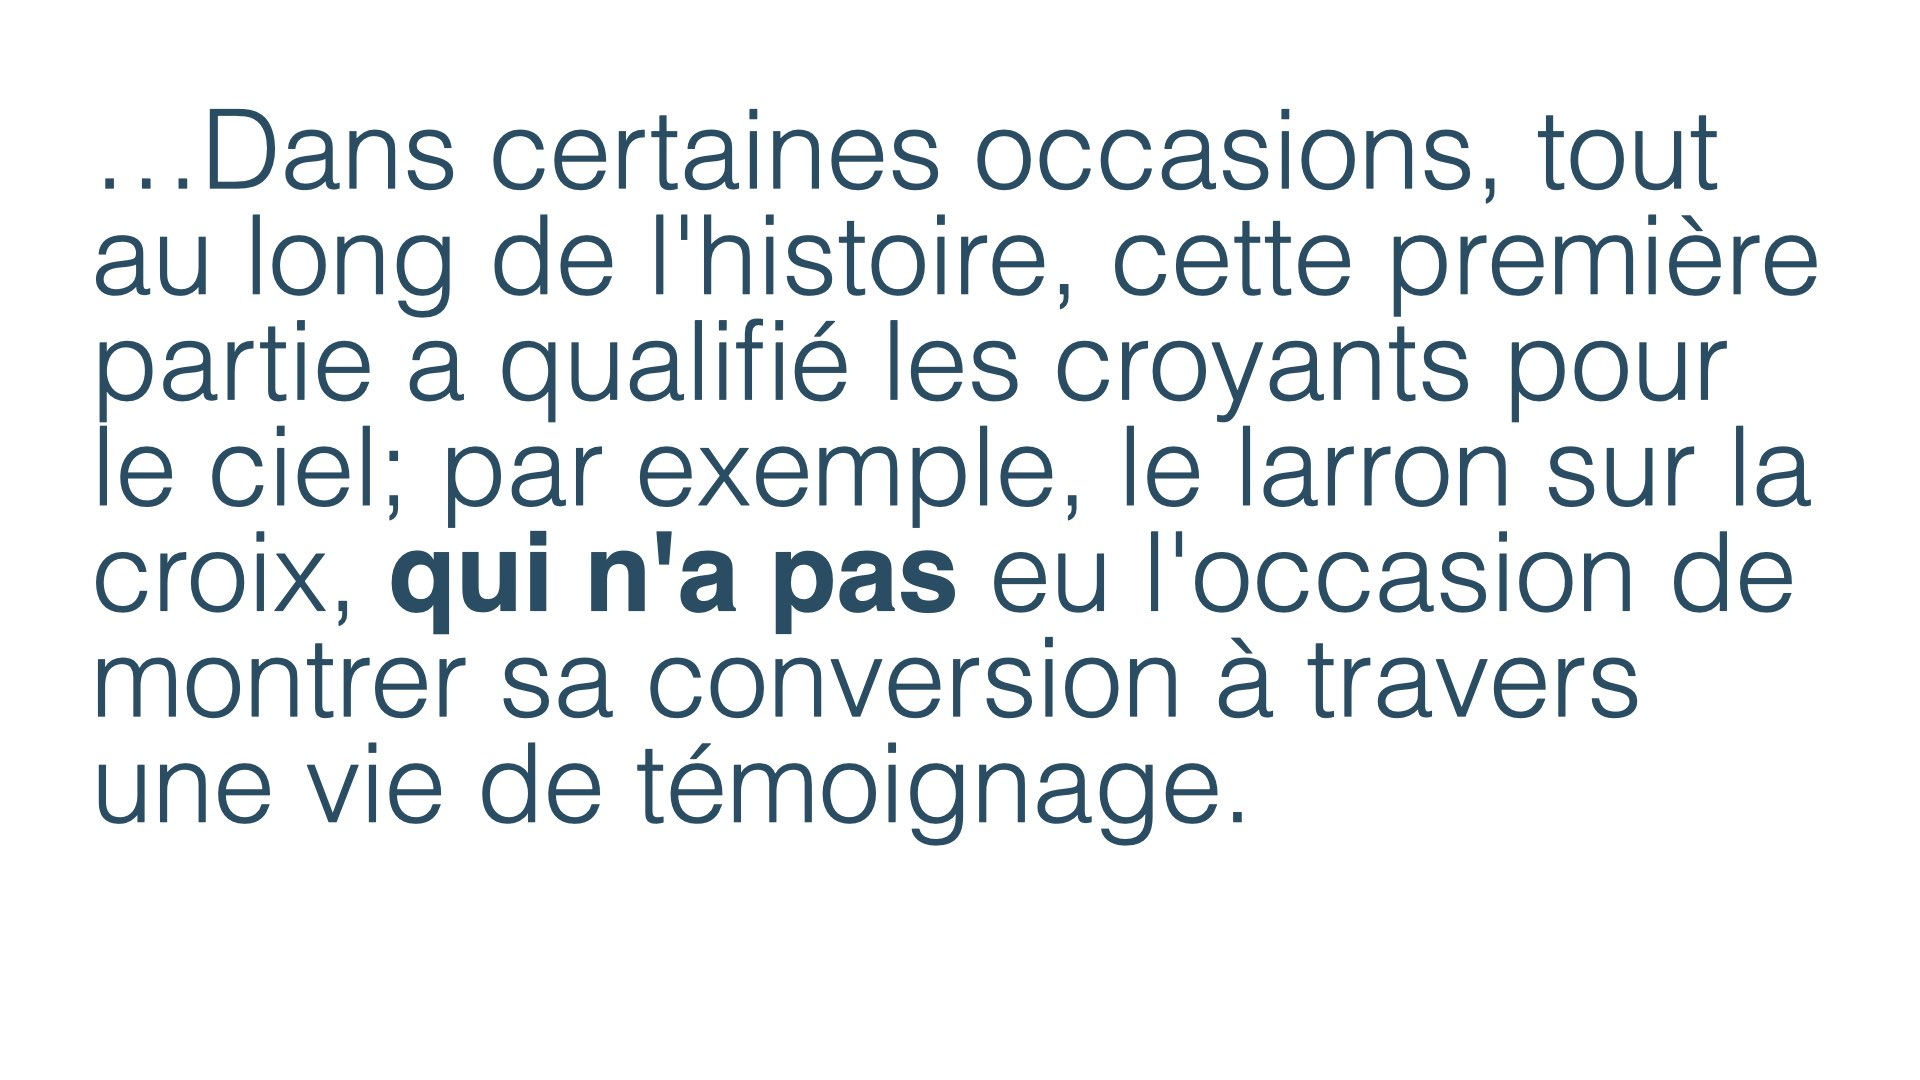 …Dans certaines occasions, tout
au long de l'histoire, cette première
partie a qualifié les croyants pour
le ciel; par exemple, le larron sur la
croix, qui n'a pas eu l'occasion de
montrer sa conversion à travers
une vie de témoignage.